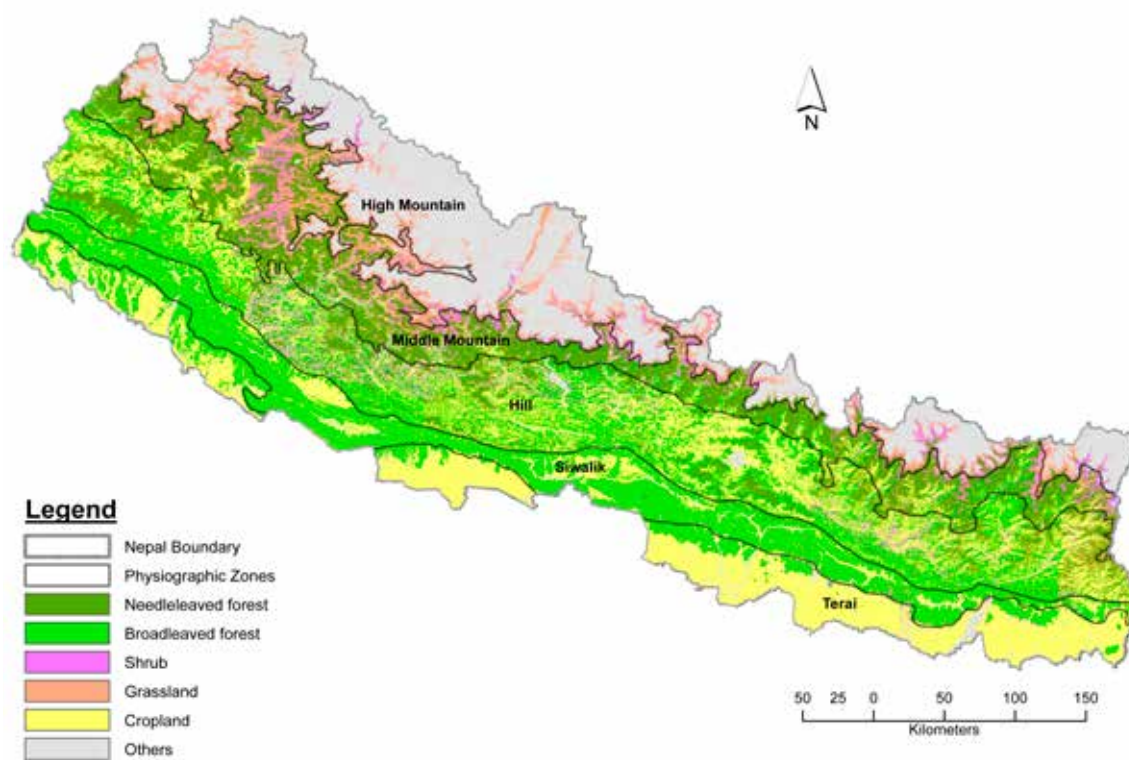 N
High Mountain
Middle Mountain
Hill
Siwalik
Terai
Legend
Nepal Boundary
Physiographic Zones
Needleleaved forest
Broadleaved forest
Shrub
Grassland
Cropland
Others
50 25 0 50 100 150
Kilometers